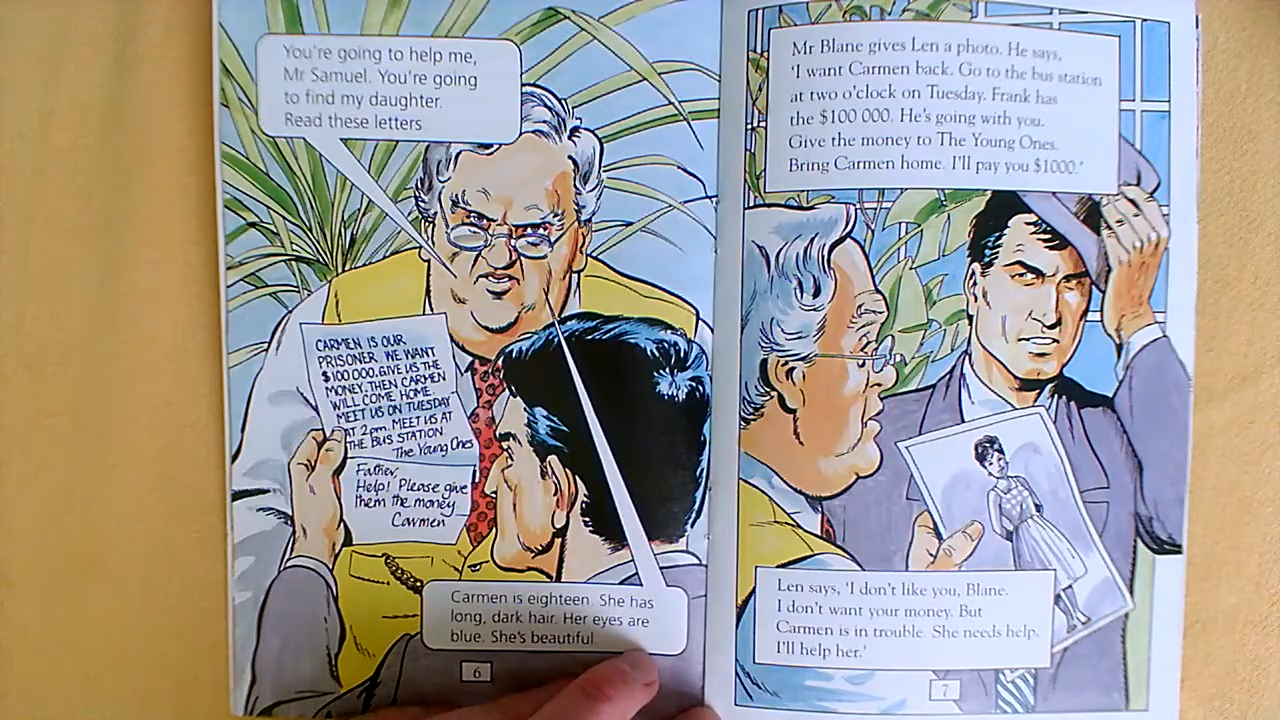 You're going to help me,
Mr Samuel. You're going
to find my daughter.
Read these letters
CARMEN IS OUR
PRISONER. WE WANT
$100 000. GIVE US THE
MONEY. THEN CARMEN
WILL COME HOME.
MEET US ON TUESDAY
AT 2pm. MEET US AT
THE BUS STATION.
The Young Ones
Father,
Help! Please give
them the money
Carmen
Carmen is eighteen. She has
long, dark hair. Her eyes are
blue. She's beautiful.
6
Mr Blane gives Len a photo. He says,
'I want Carmen back. Go to the bus station
at two o'clock on Tuesday. Frank has
the $100 000. He's going with you.
Give the money to The Young Ones.
Bring Carmen home. I'll pay you $1000.'
Len says, 'I don't like you, Blane.
I don't want your money. But
Carmen is in trouble. She needs help.
I'll help her.'
7